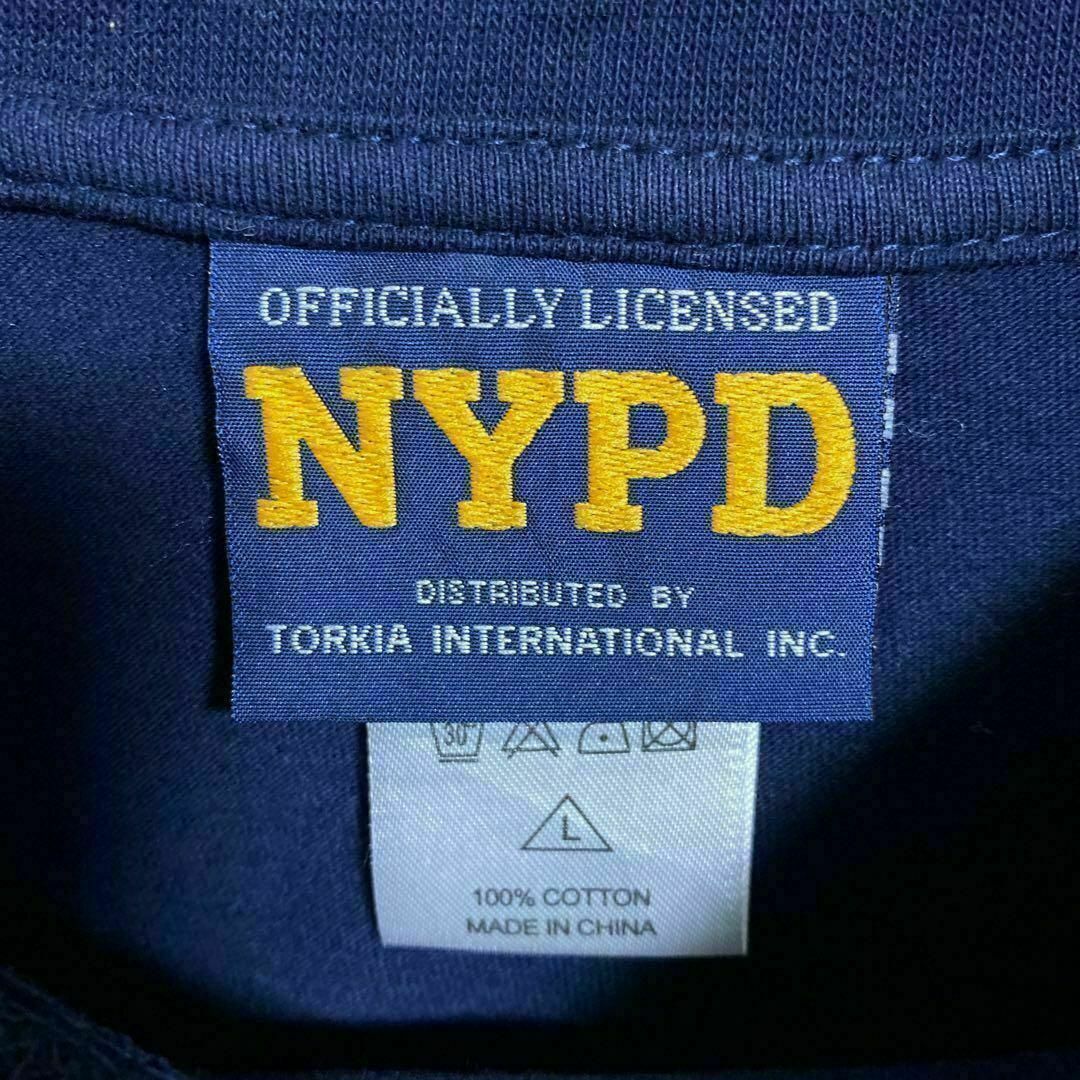 OFFICIALLY LICENSED
NYPD
DISTRIBUTED BY
TORKIA INTERNATIONAL INC.
30°
L
100% COTTON
MADE IN CHINA